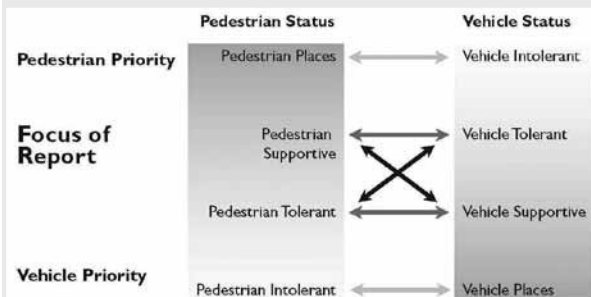 Pedestrian Status
Vehicle Status
Pedestrian Priority
Pedestrian Places
Vehicle Intolerant
Focus of
Report
Pedestrian
Supportive
Vehicle Tolerant
Pedestrian Tolerant
Vehicle Supportive
Vehicle Priority
Pedestrian Intolerant
Vehicle Places